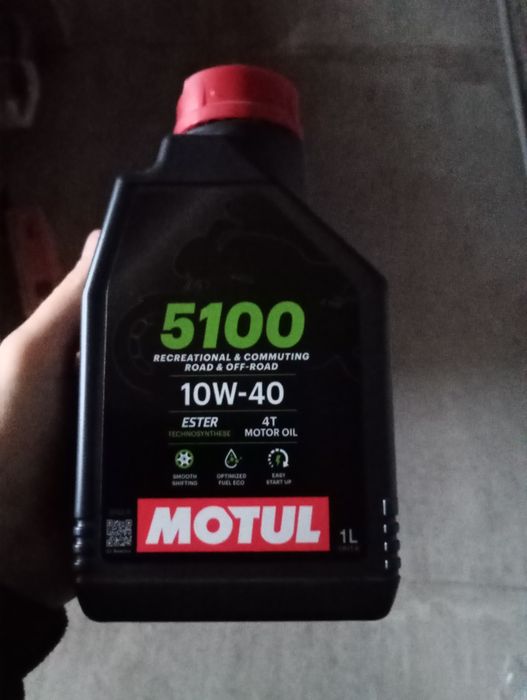 5100
RECREATIONAL & COMMUTING
ROAD & OFF-ROAD
10W-40
ESTER
TECHNOSYNTHESE
4T
MOTOR OIL
SMOOTH
SHIFTING
OPTIMIZED
FUEL ECO
EASY
START UP
MOTUL
1L